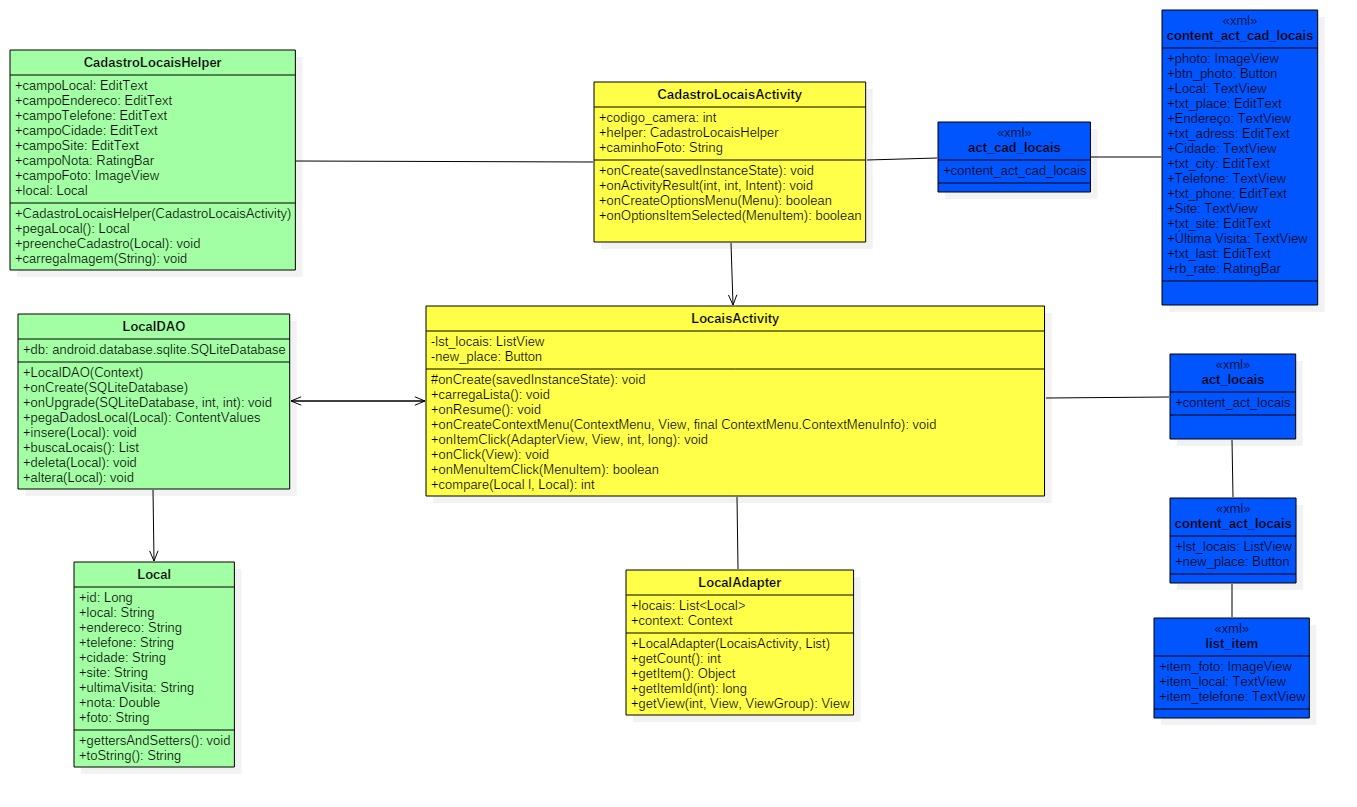 CadastroLocaisHelper
+campoLocal: EditText
+campoEndereco: EditText
+campoTelefone: EditText
+campoCidade: EditText
+campoSite: EditText
+campoNota: RatingBar
+campoFoto: ImageView
+local: Local
+CadastroLocaisHelper(CadastroLocaisActivity)
+pegaLocal(): Local
+preencheCadastro(Local): void
+carregaImagem(String): void
CadastroLocaisActivity
+codigo_camera: int
+helper: CadastroLocaisHelper
+caminhoFoto: String
+onCreate(savedInstanceState): void
+onActivityResult(int, int, Intent): void
+onCreateOptionsMenu(Menu): boolean
+onOptionsItemSelected(MenuItem): boolean
«xml»
act_cad_locais
+content_act_cad_locais
«xml»
content_act_cad_locais
+photo: ImageView
+btn_photo: Button
+Local: TextView
+txt_place: EditText
+Endereço: TextView
+txt_adress: EditText
+Cidade: TextView
+txt_city: EditText
+Telefone: TextView
+txt_phone: EditText
+Site: TextView
+txt_site: EditText
+Última Visita: TextView
+txt_last: EditText
+rb_rate: RatingBar
LocalDAO
+db: android.database.sqlite.SQLiteDatabase
+LocalDAO(Context)
+onCreate(SQLiteDatabase)
+onUpgrade(SQLiteDatabase, int, int): void
+pegaDadosLocal(Local): ContentValues
+insere(Local): void
+buscaLocais(): List
+deleta(Local): void
+altera(Local): void
LocaisActivity
-lst_locais: ListView
-new_place: Button
#onCreate(savedInstanceState): void
+carregaLista(): void
+onResume(): void
+onCreateContextMenu(ContextMenu, View, final ContextMenu.ContextMenuInfo): void
+onItemClick(AdapterView, View, int, long): void
+onClick(View): void
+onMenuItemClick(MenuItem): boolean
+compare(Local l, Local): int
«xml»
act_locais
+content_act_locais
«xml»
content_act_locais
+lst_locais: ListView
+new_place: Button
«xml»
list_item
+item_foto: ImageView
+item_local: TextView
+item_telefone: TextView
Local
+id: Long
+local: String
+endereco: String
+telefone: String
+cidade: String
+site: String
+ultimaVisita: String
+nota: Double
+foto: String
+gettersAndSetters(): void
+toString(): String
LocalAdapter
+locais: List<Local>
+context: Context
+LocalAdapter(LocaisActivity, List)
+getCount(): int
+getItem(): Object
+getItemId(int): long
+getView(int, View, ViewGroup): View